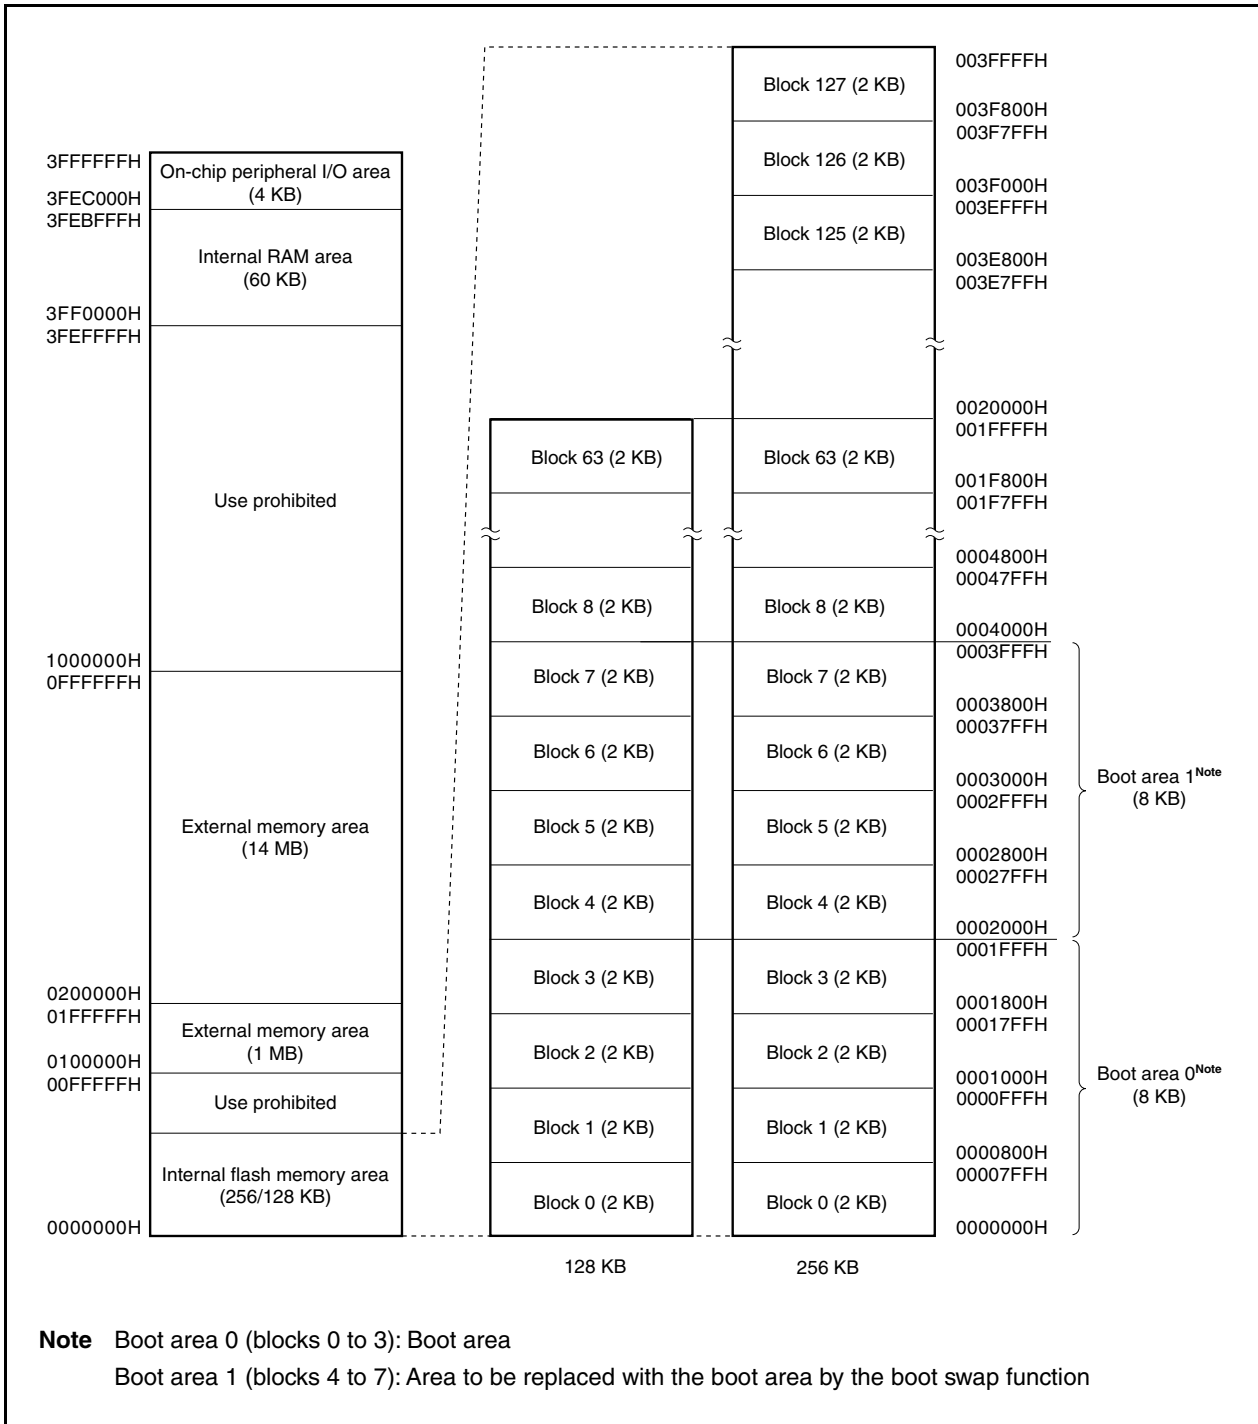 3FFFFFFH
On-chip peripheral I/O area
(4 KB)
3FEC000H
3FEBFFFH
Internal RAM area
(60 KB)
3FF0000H
3FEFFFFH
Use prohibited
1000000H
0FFFFFFH
External memory area
(14 MB)
0200000H
01FFFFFH
External memory area
(1 MB)
0100000H
00FFFFFH
Use prohibited
Internal flash memory area
(256/128 KB)
0000000H
Block 63 (2 KB)
Block 8 (2 KB)
Block 7 (2 KB)
Block 6 (2 KB)
Block 5 (2 KB)
Block 4 (2 KB)
Block 3 (2 KB)
Block 2 (2 KB)
Block 1 (2 KB)
Block 0 (2 KB)
128 KB
Block 127 (2 KB)
Block 126 (2 KB)
Block 125 (2 KB)
Block 63 (2 KB)
Block 8 (2 KB)
Block 7 (2 KB)
Block 6 (2 KB)
Block 5 (2 KB)
Block 4 (2 KB)
Block 3 (2 KB)
Block 2 (2 KB)
Block 1 (2 KB)
Block 0 (2 KB)
256 KB
003FFFFH
003F800H
003F7FFH
003F000H
003EFFFH
003E800H
003E7FFH
0020000H
001FFFFH
001F800H
001F7FFH
0004800H
00047FFH
0004000H
0003FFFH
0003800H
00037FFH
0003000H
0002FFFH
0002800H
00027FFH
0002000H
0001FFFH
0001800H
00017FFH
0001000H
0000FFFH
0000800H
00007FFH
0000000H
Boot area 1Note
(8 KB)
Boot area 0Note
(8 KB)
Note Boot area 0 (blocks 0 to 3): Boot area
Boot area 1 (blocks 4 to 7): Area to be replaced with the boot area by the boot swap function